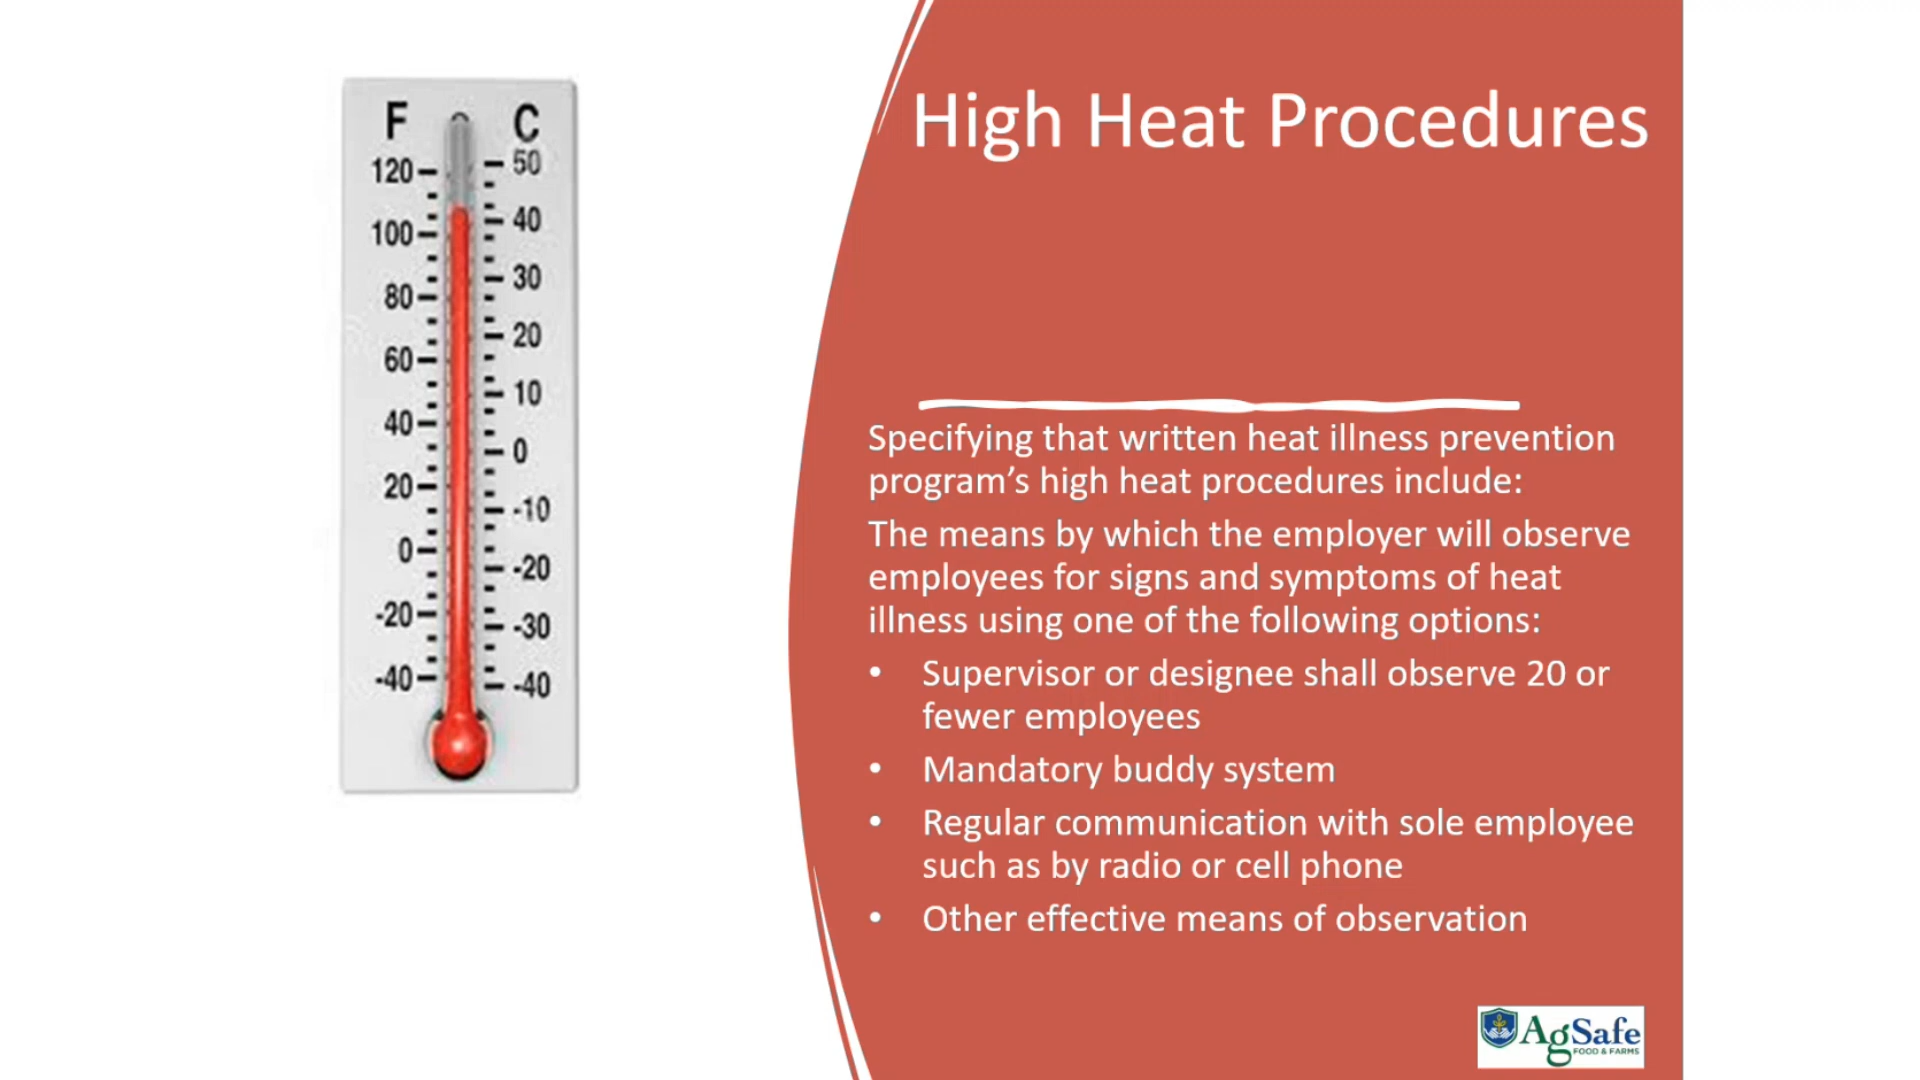 F C
120 50
100 40
80 30
60 20
40 10
20 0
0 -10
-20 -20
-40 -30
-40
High Heat Procedures
Specifying that written heat illness prevention
program's high heat procedures include:
The means by which the employer will observe
employees for signs and symptoms of heat
illness using one of the following options:
• Supervisor or designee shall observe 20 or
fewer employees
• Mandatory buddy system
• Regular communication with sole employee
such as by radio or cell phone
• Other effective means of observation
AgSafe
FOOD & FARMS